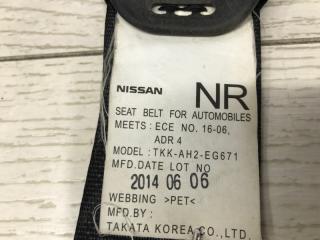 NISSAN NR
SEAT BELT FOR AUTOMOBILES
MEETS: ECE NO. 16-06,
ADR 4
MODEL: TKK-AH2-EG671
MFD.DATE LOT NO
2014 06 06
WEBBING >PET<
MFD.BY:
TAKATA KOREA CO.,LTD.